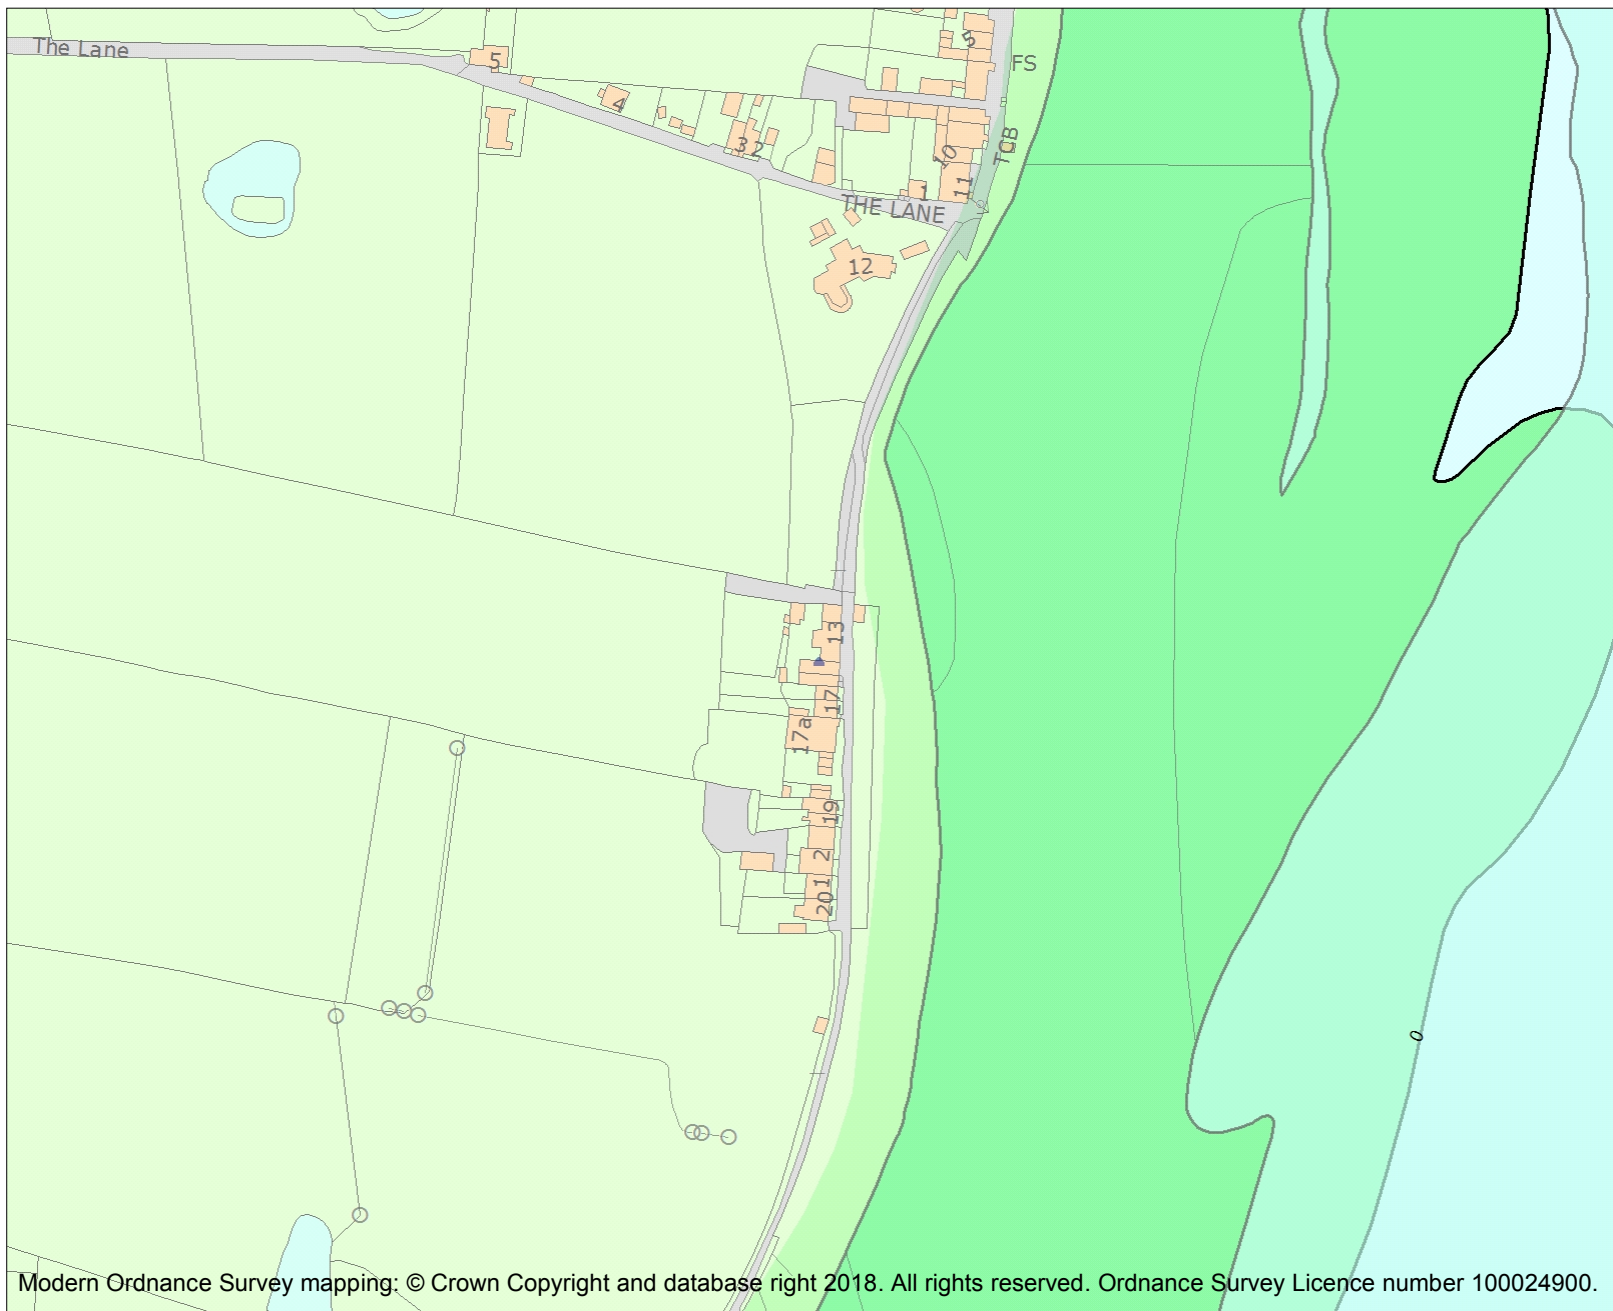 The Lane
5
5
FS
4
3 2
TCB
10
11
1
THE LANE
12
13
17
17a
19
2
1
20
0
Modern Ordnance Survey mapping: © Crown Copyright and database right 2018. All rights reserved. Ordnance Survey Licence number 100024900.